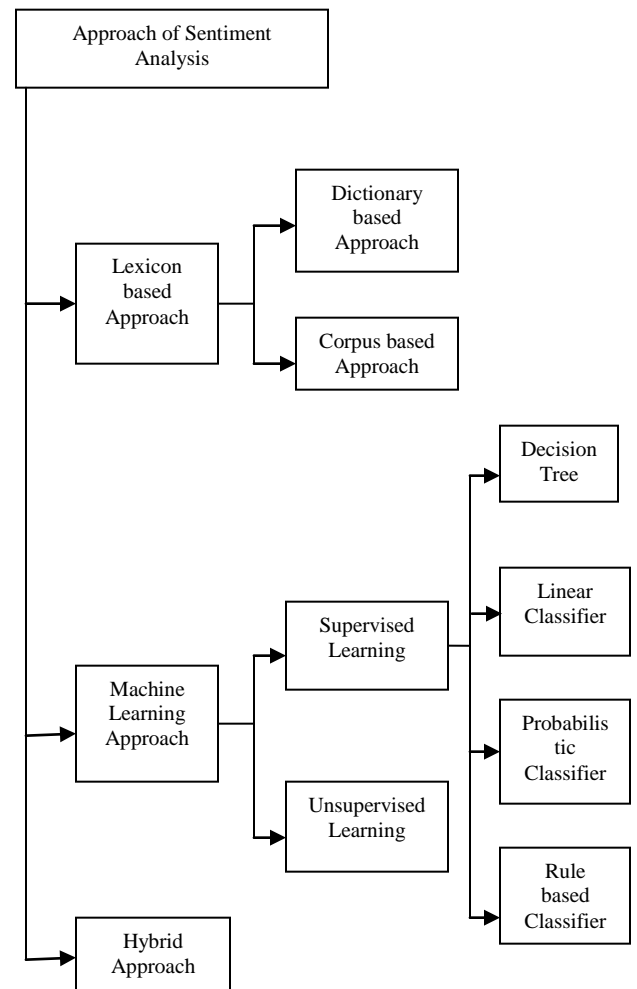 Approach of Sentiment
Analysis
Dictionary
based
Approach
Lexicon
based
Approach
Corpus based
Approach
Decision
Tree
Linear
Classifier
Supervised
Learning
Machine
Learning
Approach
Probabilis
tic
Classifier
Unsupervised
Learning
Rule
based
Classifier
Hybrid
Approach